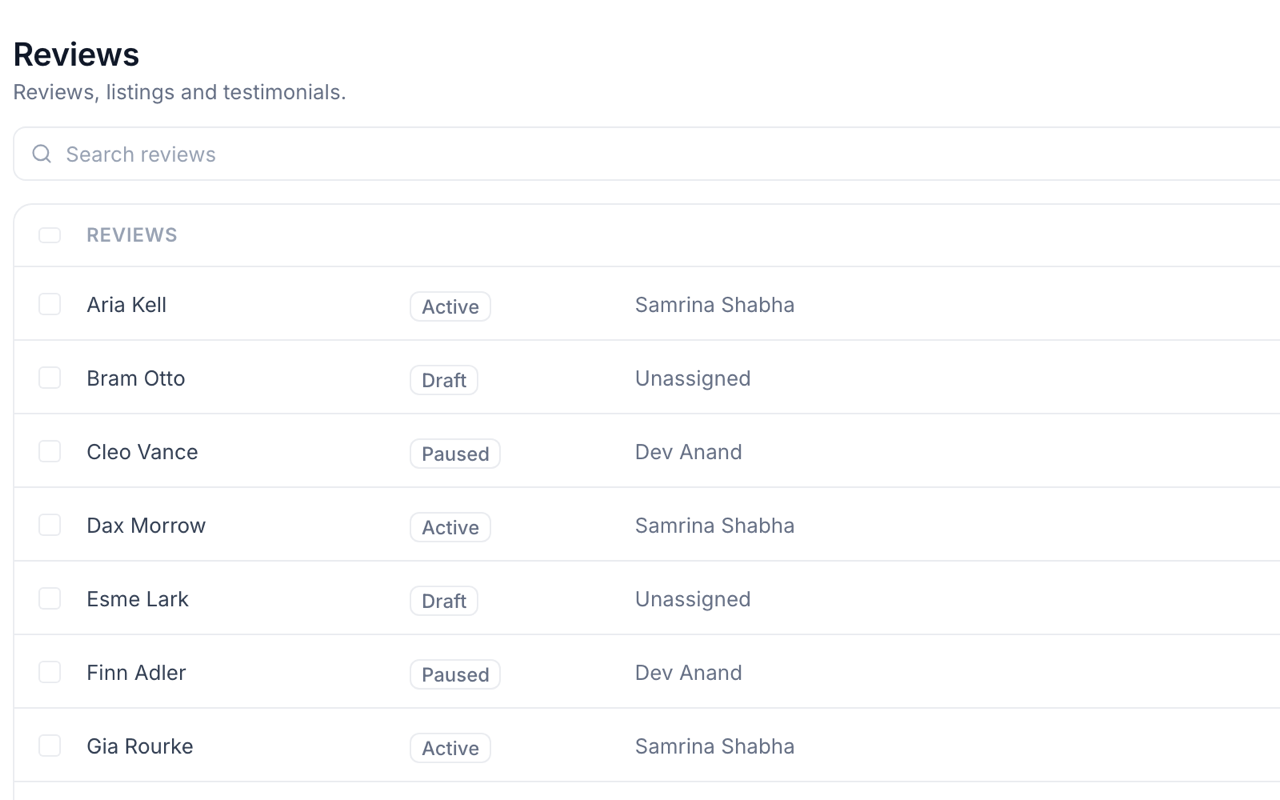 Reviews
Reviews, listings and testimonials.
Search reviews
REVIEWS
Aria Kell Active Samrina Shabha
Bram Otto Draft Unassigned
Cleo Vance Paused Dev Anand
Dax Morrow Active Samrina Shabha
Esme Lark Draft Unassigned
Finn Adler Paused Dev Anand
Gia Rourke Active Samrina Shabha